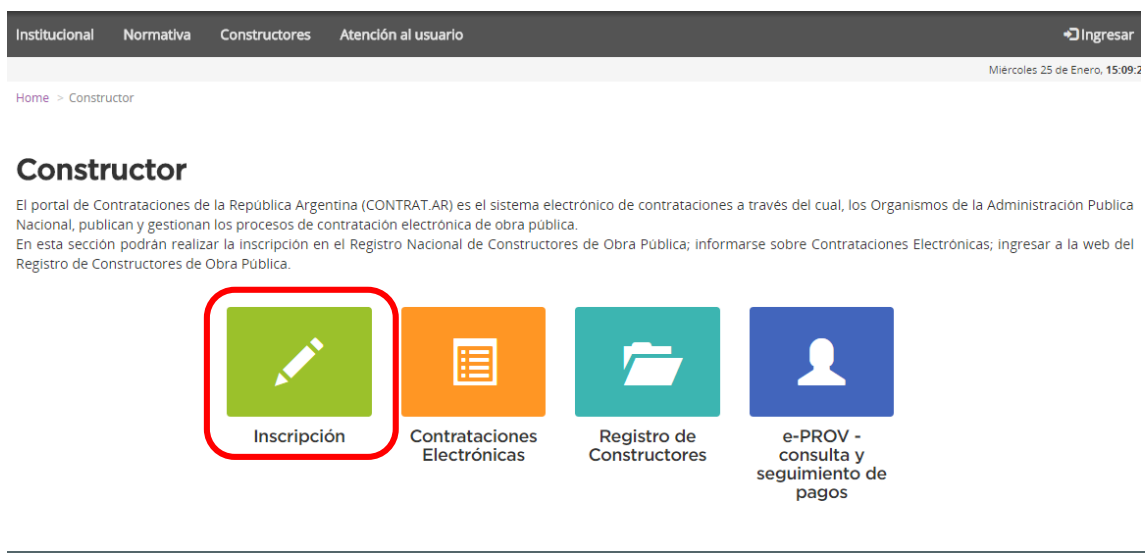 Institucional Normativa Constructores Atención al usuario Ingresar
Miércoles 25 de Enero, 15:09:2
Home > Constructor
Constructor
El portal de Contrataciones de la República Argentina (CONTRAT.AR) es el sistema electrónico de contrataciones a través del cual, los Organismos de la Administración Publica
Nacional, publican y gestionan los procesos de contratación electrónica de obra pública.
En esta sección podrán realizar la inscripción en el Registro Nacional de Constructores de Obra Pública; informarse sobre Contrataciones Electrónicas; ingresar a la web del
Registro de Constructores de Obra Pública.
Inscripción
Contrataciones
Electrónicas
Registro de
Constructores
e-PROV -
consulta y
seguimiento de
pagos